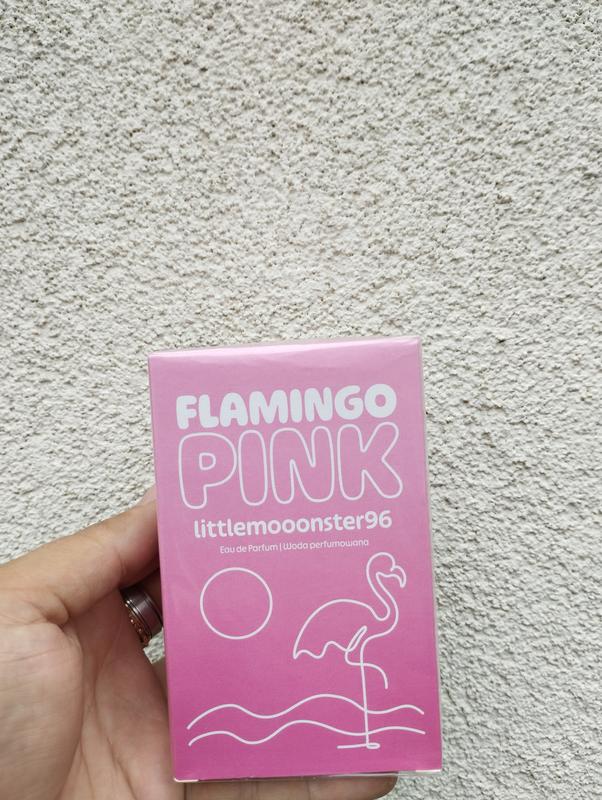 FLAMINGO
PINK
littlemooonster96
Eau de Parfum | Woda perfumowana